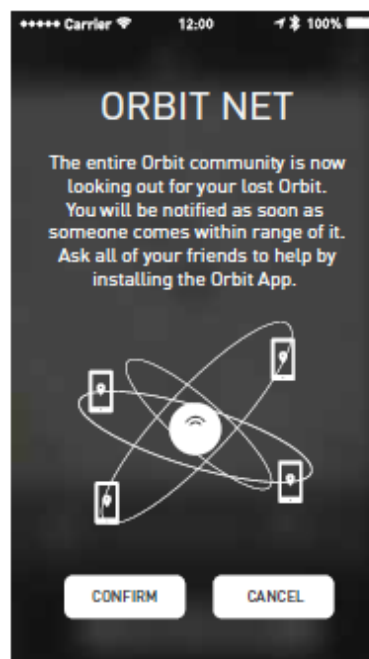 Carrier 12:00 100%
ORBIT NET
The entire Orbit community is now
looking out for your lost Orbit.
You will be notified as soon as
someone comes within range of it.
Ask all of your friends to help by
installing the Orbit App.
CONFIRM CANCEL